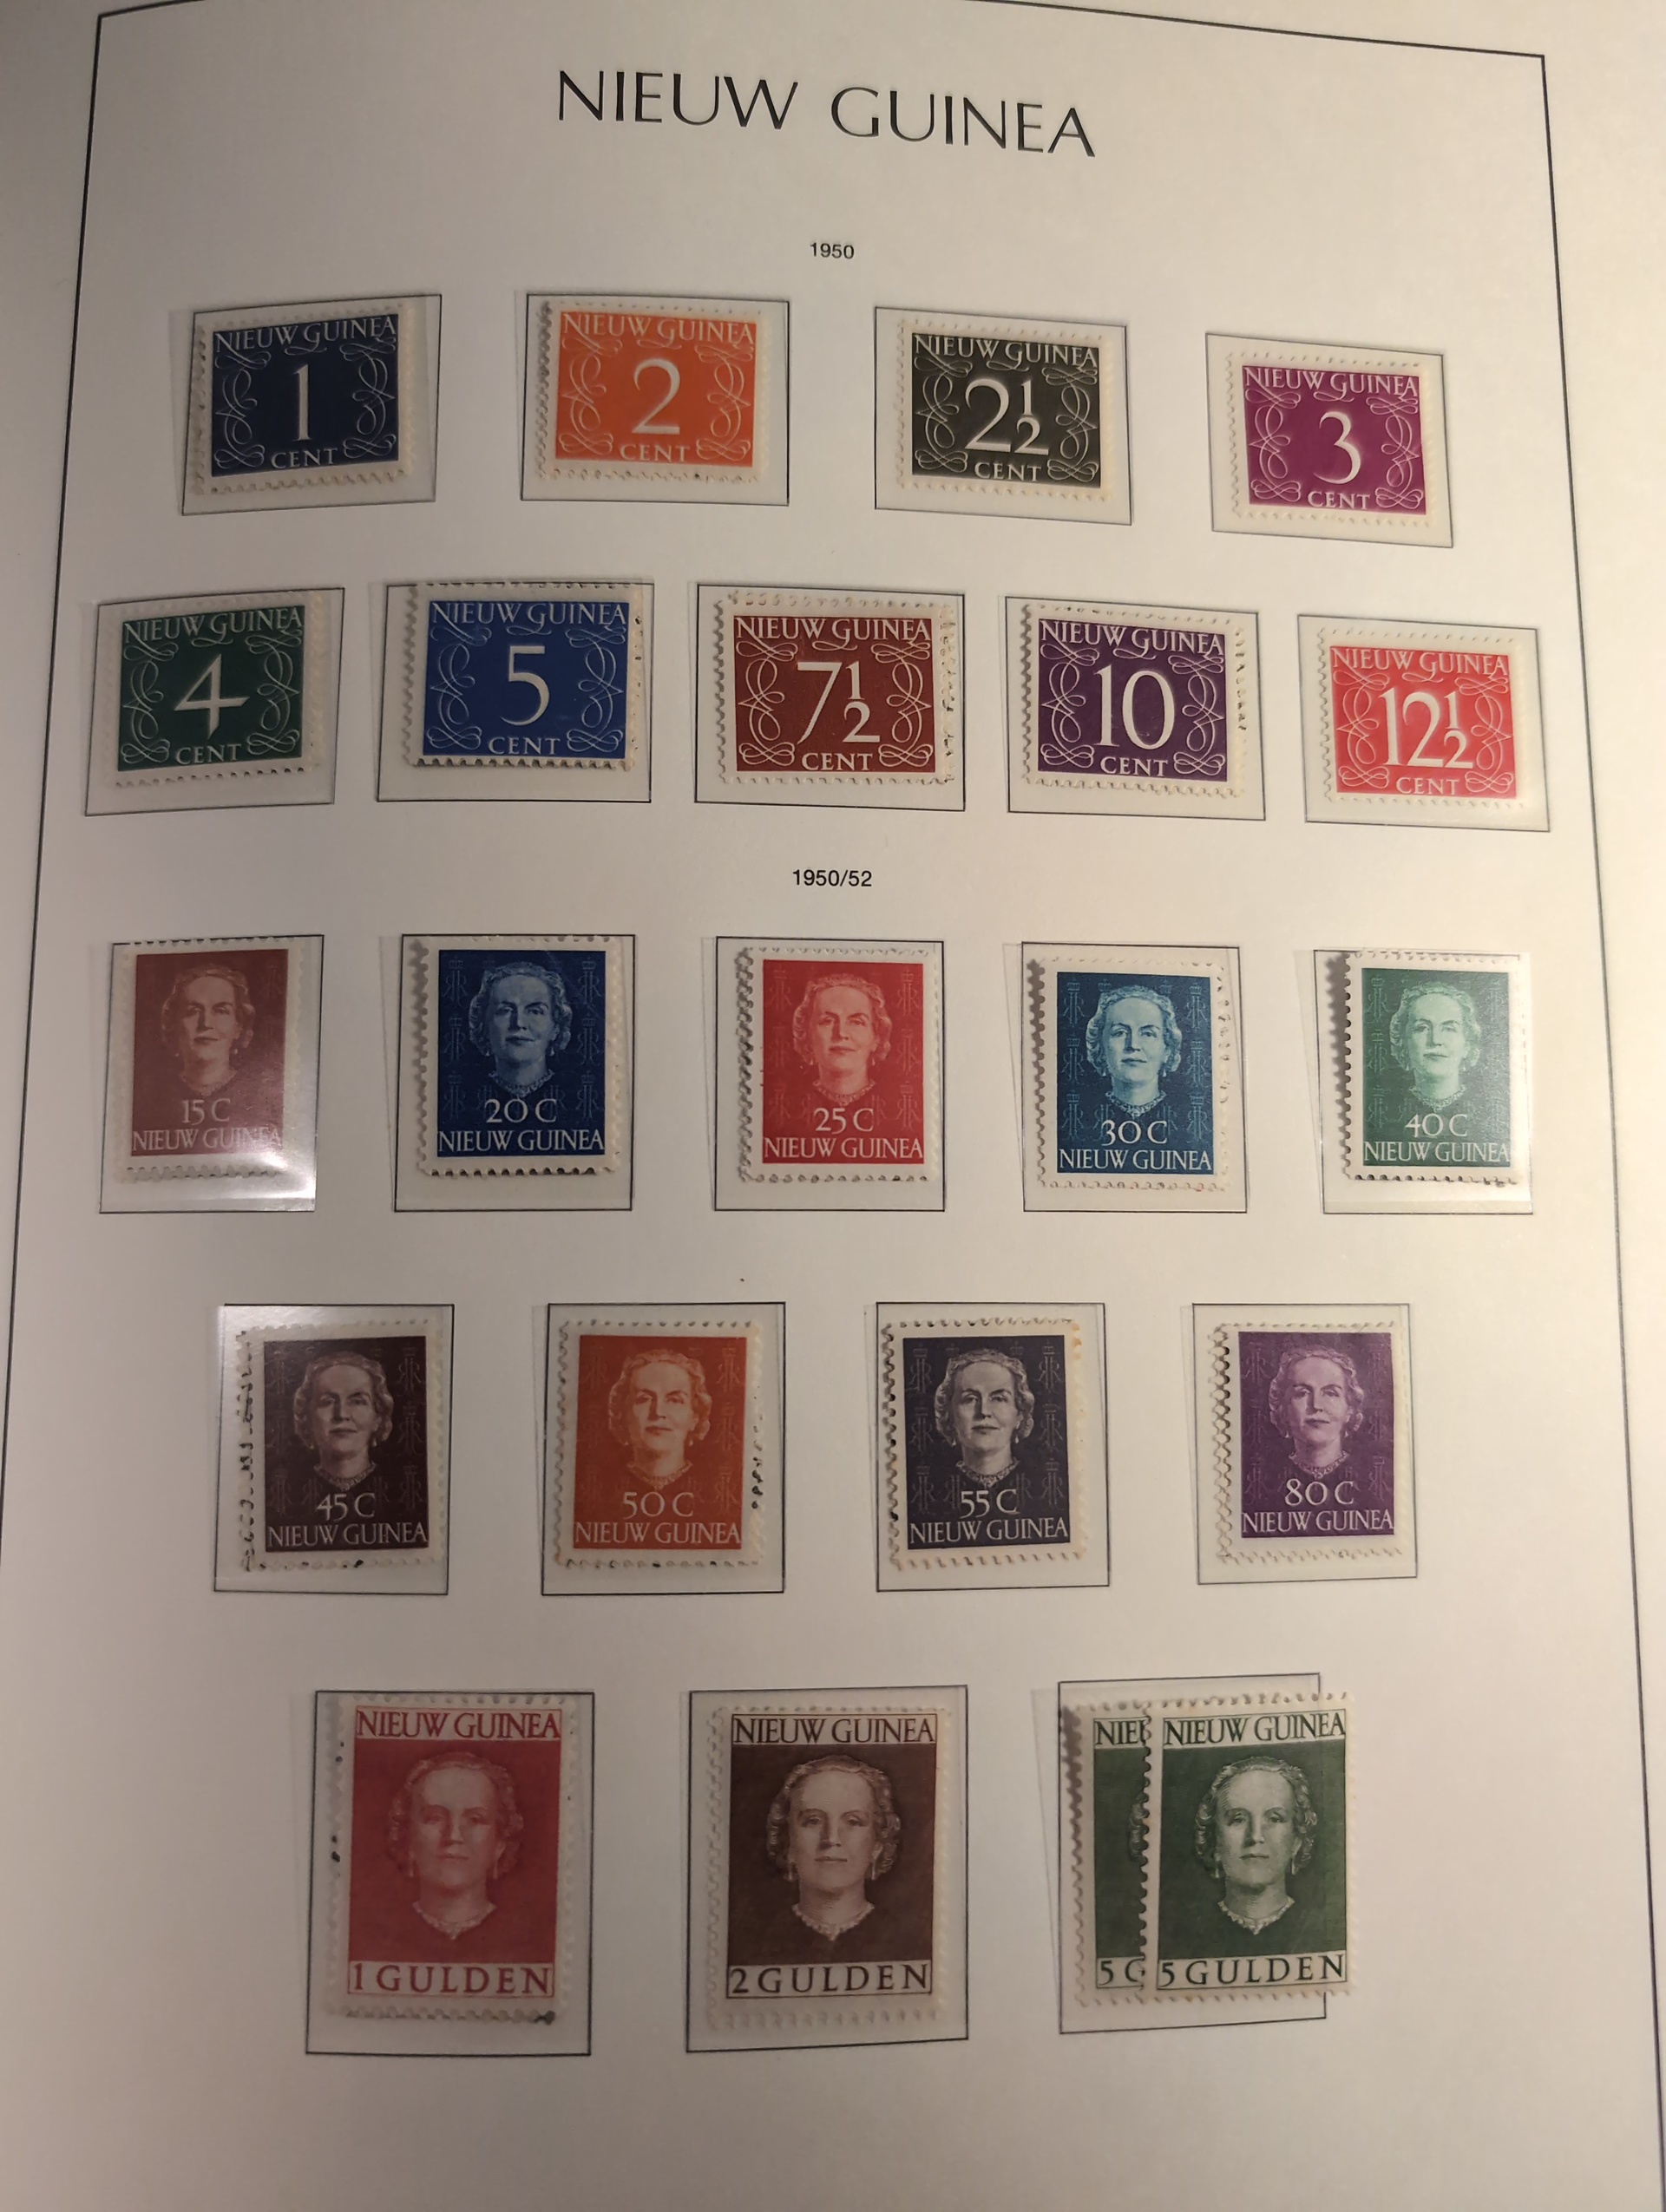 NIEUW GUINEA
1950
NIEUW GUINEA
1
CENT
NIEUW GUINEA
2
CENT
NIEUW GUINEA
2½
CENT
NIEUW GUINEA
3
CENT
NIEUW GUINEA
4
CENT
NIEUW GUINEA
5
CENT
NIEUW GUINEA
7½
CENT
NIEUW GUINEA
10
CENT
NIEUW GUINEA
12½
CENT
1950/52
15 C
NIEUW GUINEA
20 C
NIEUW GUINEA
25 C
NIEUW GUINEA
30 C
NIEUW GUINEA
40 C
NIEUW GUINEA
45 C
NIEUW GUINEA
50 C
NIEUW GUINEA
55 C
NIEUW GUINEA
80 C
NIEUW GUINEA
NIEUW GUINEA
1 GULDEN
NIEUW GUINEA
2 GULDEN
NIEU
5 G
NIEUW GUINEA
5 GULDEN